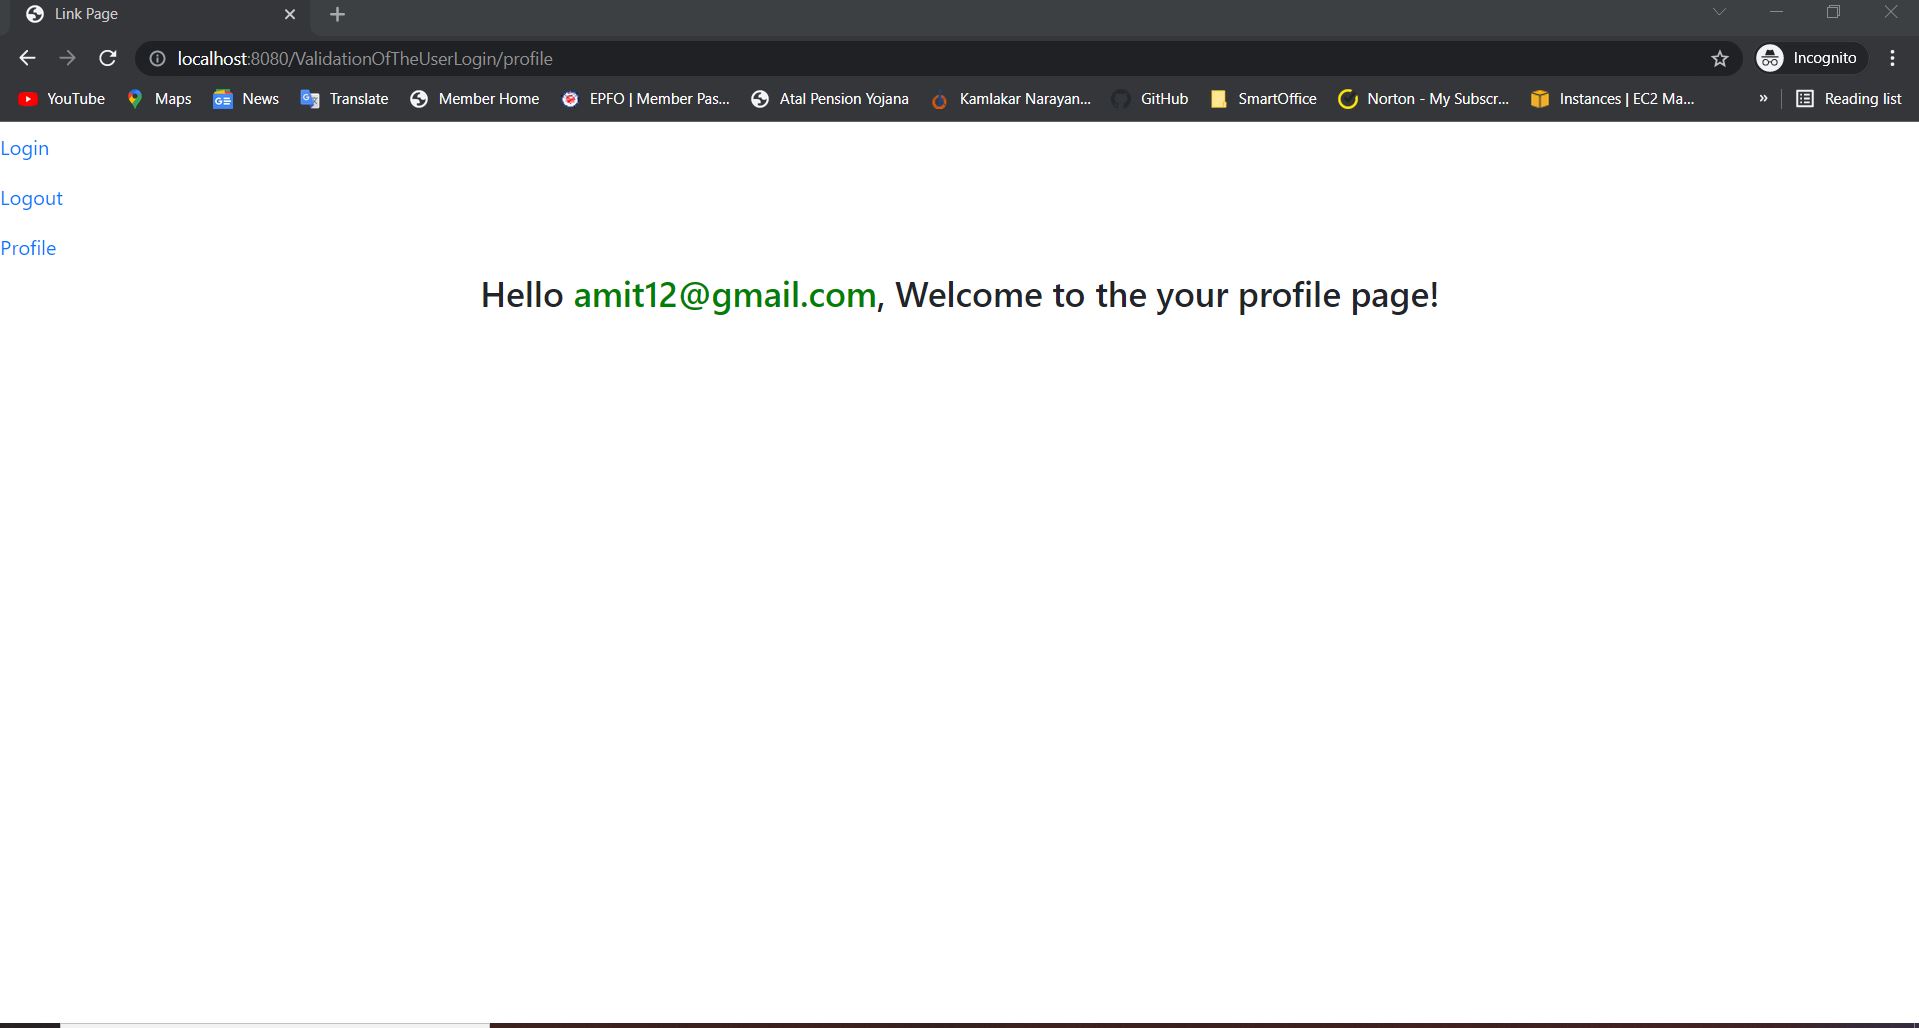 Link Page
localhost:8080/ValidationOfTheUserLogin/profile
Incognito
YouTube Maps News Translate Member Home EPFO | Member Pas... Atal Pension Yojana Kamlakar Narayan... GitHub SmartOffice Norton - My Subscr... Instances | EC2 Ma... » Reading list
Login
Logout
Profile
Hello amit12@gmail.com, Welcome to the your profile page!